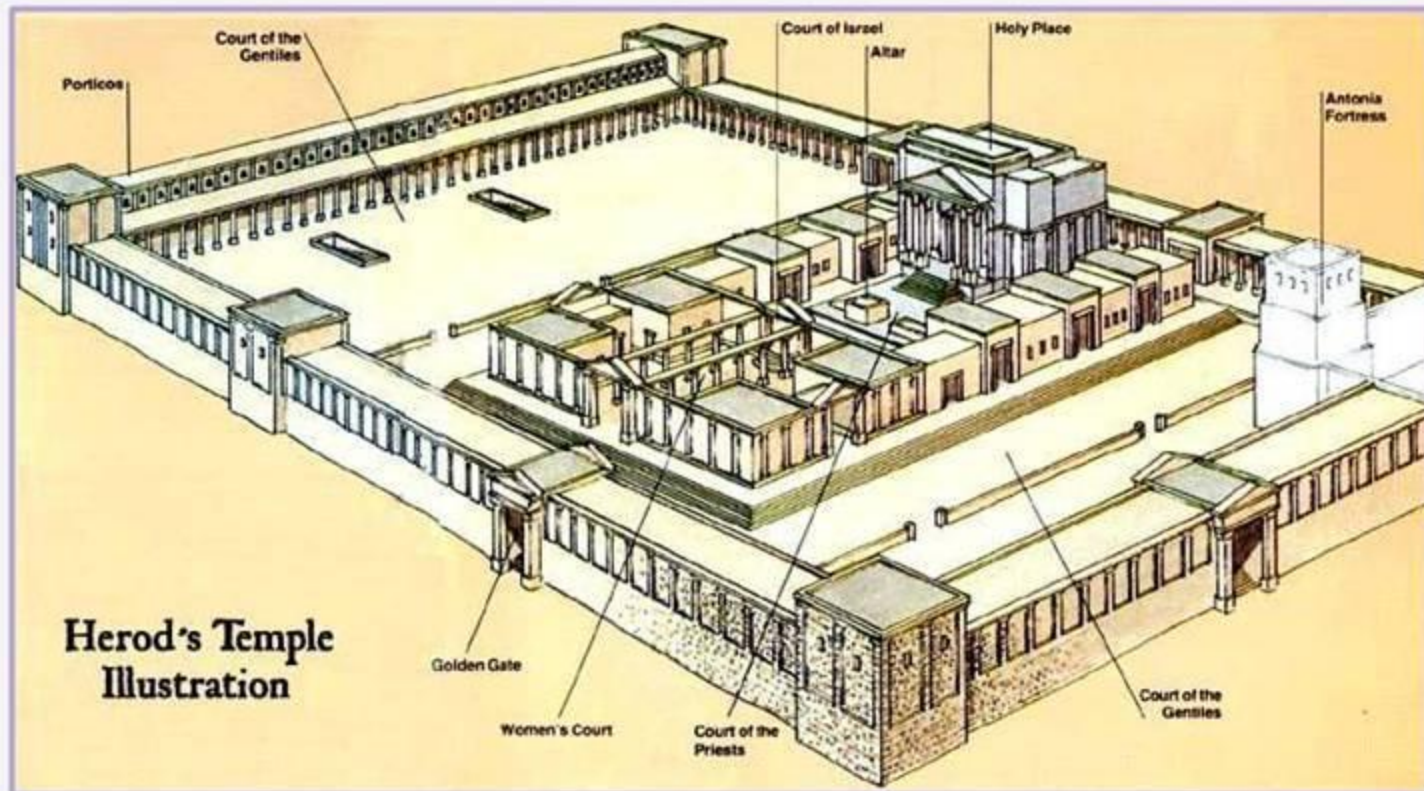 Court of the
Gentiles
Court of Israel
Holy Place
Altar
Porticos
Antonia
Fortress
Herod's Temple
Illustration
Golden Gate
Women's Court
Court of the
Priests
Court of the
Gentiles